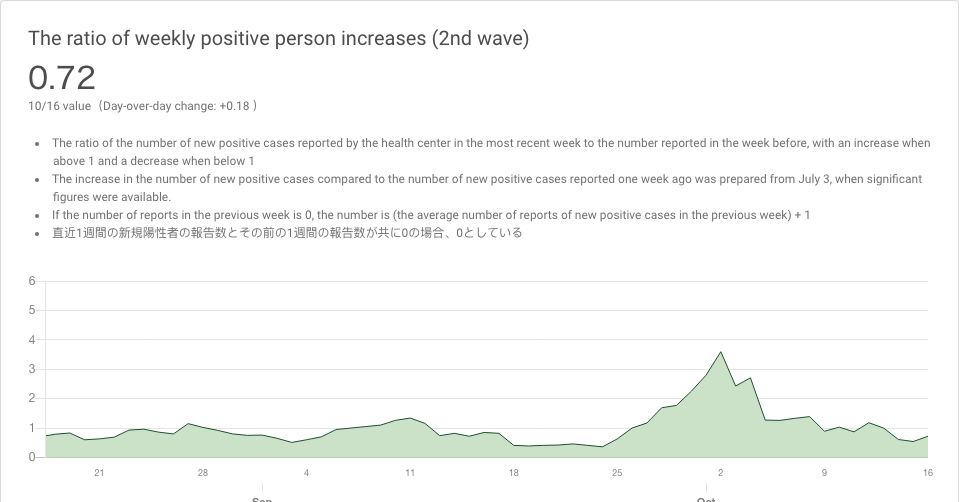 The ratio of weekly positive person increases (2nd wave)
0.72
10/16 value（Day-over-day change: +0.18 ）
• The ratio of the number of new positive cases reported by the health center in the most recent week to the number reported in the week before, with an increase when
above 1 and a decrease when below 1
• The increase in the number of new positive cases compared to the number of new positive cases reported one week ago was prepared from July 3, when significant
figures were available.
• If the number of reports in the previous week is 0, the number is (the average number of reports of new positive cases in the previous week) + 1
• 直近1週間の新規陽性者の報告数とその前の1週間の報告数が共に0の場合、0としている
6
5
4
3
2
1
0
21 28 4 11 18 25 2 9 16
Sep Oct